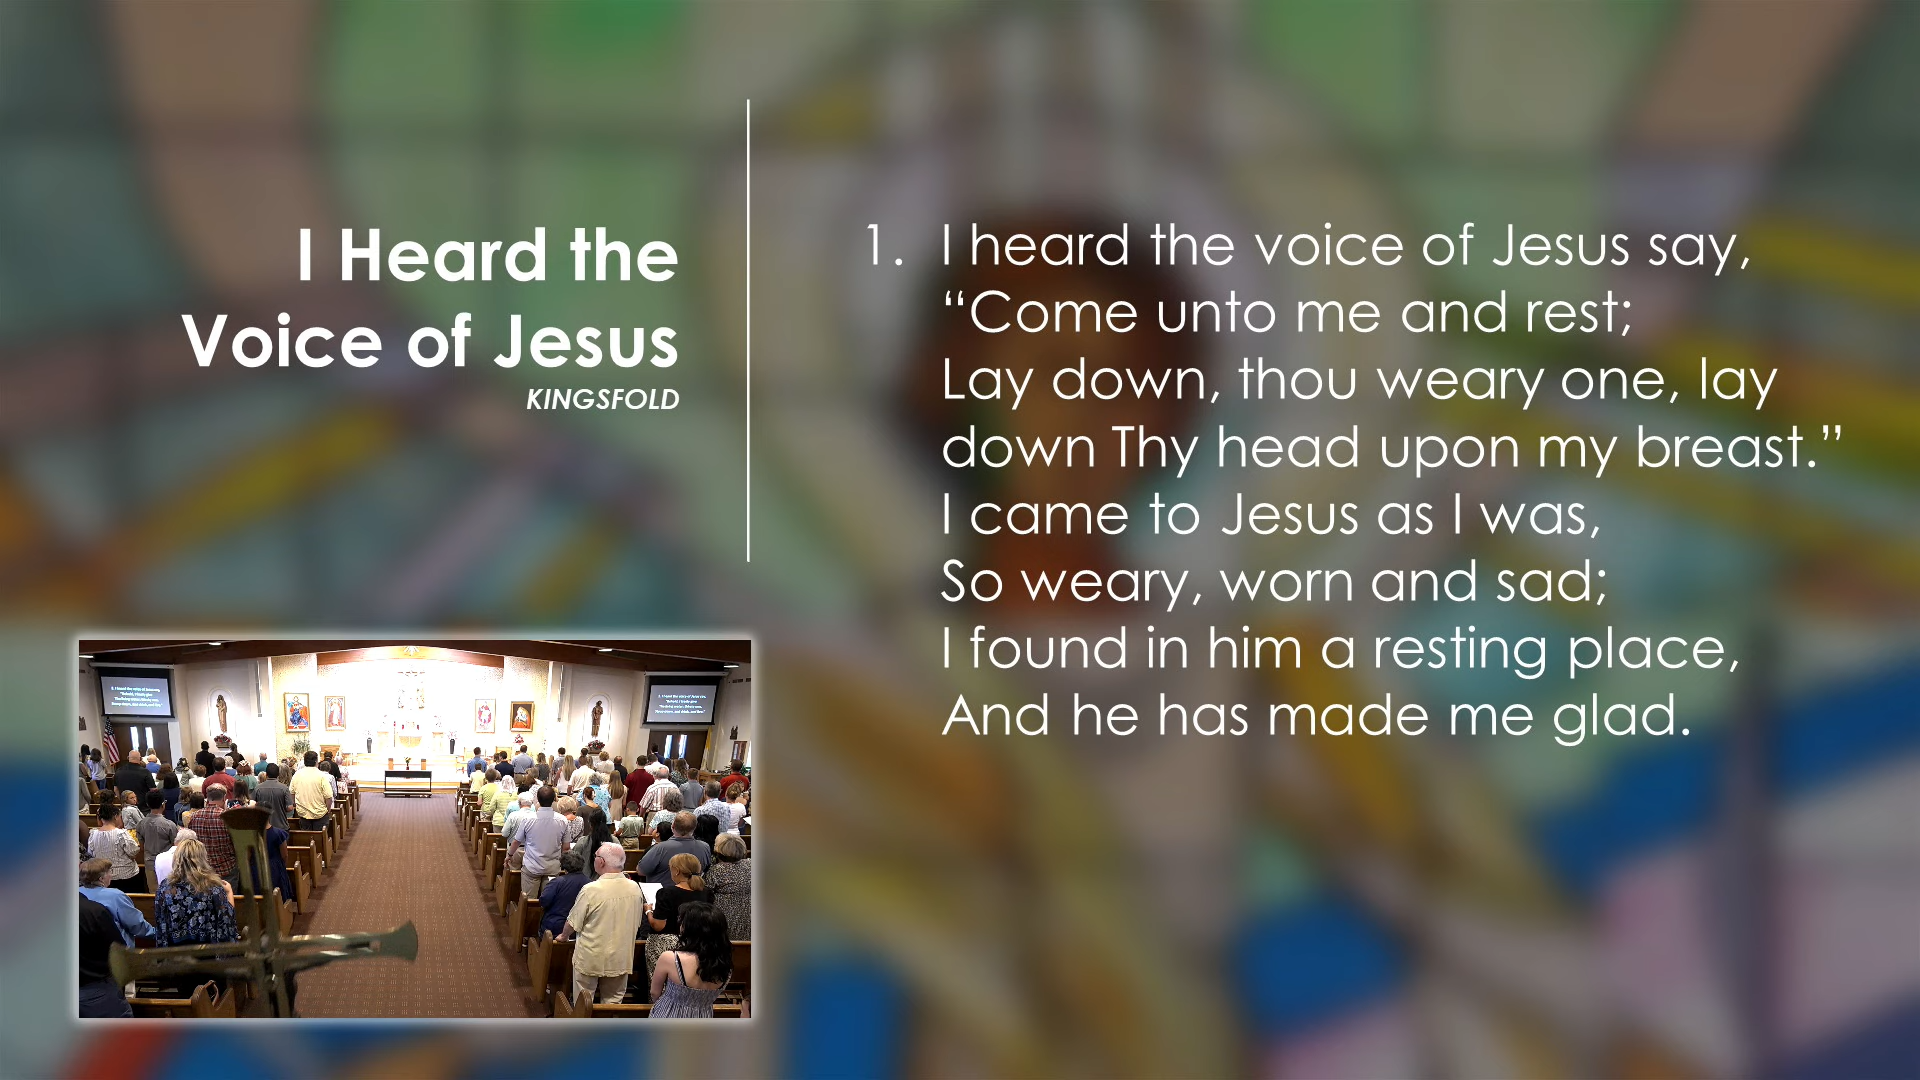 I Heard the
Voice of Jesus
KINGSFOLD
1. I heard the voice of Jesus say,
“Come unto me and rest;
Lay down, thou weary one, lay
down Thy head upon my breast.”
I came to Jesus as I was,
So weary, worn and sad;
I found in him a resting place,
And he has made me glad.